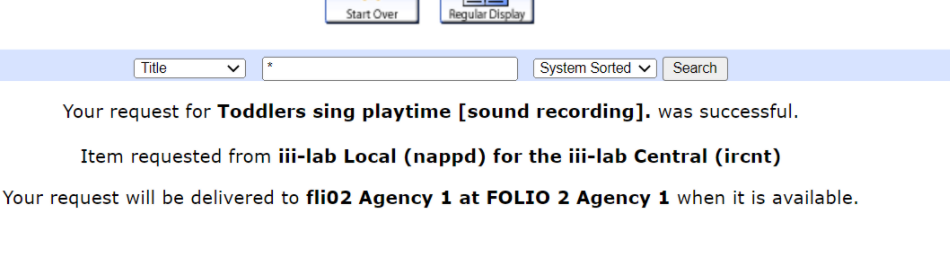 Start Over Regular Display
Title * System Sorted Search
Your request for Toddlers sing playtime [sound recording]. was successful.
Item requested from iii-lab Local (nappd) for the iii-lab Central (ircnt)
Your request will be delivered to fli02 Agency 1 at FOLIO 2 Agency 1 when it is available.